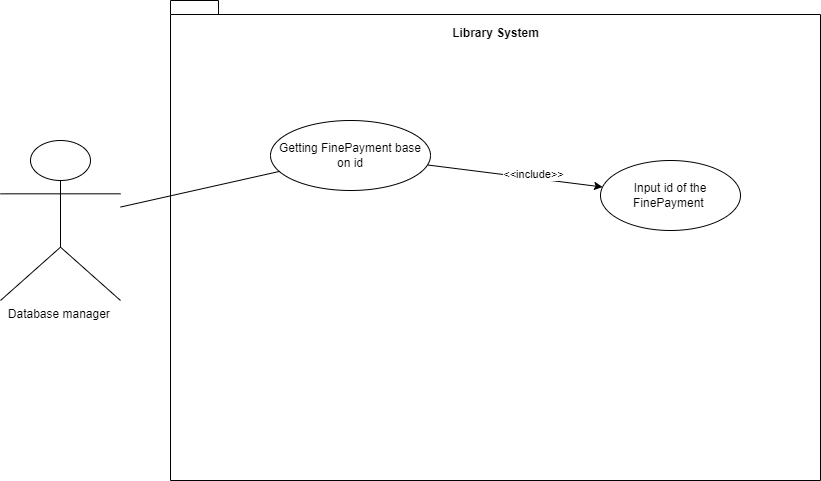 Library System
Getting FinePayment base
on id
<<include>>
Input id of the
FinePayment
Database manager